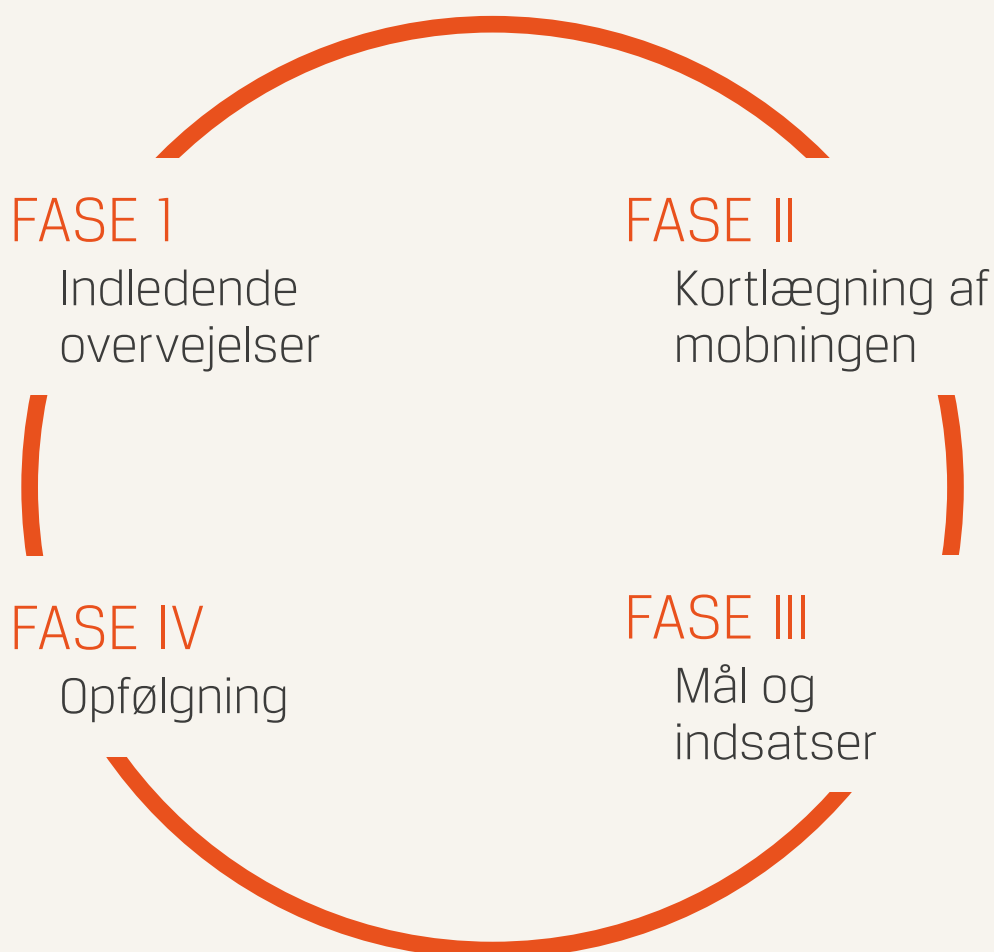 FASE 1
Indledende
overvejelser
FASE II
Kortlægning af
mobningen
FASE III
Mål og
indsatser
FASE IV
Opfølgning